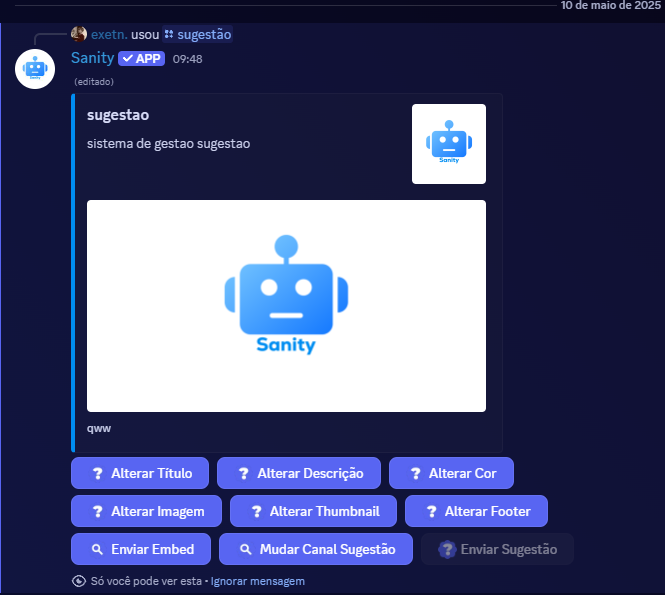 10 de maio de 2025
exetn. usou sugestão
Sanity APP 09:48
(editado)
sugestao
sistema de gestao sugestao
Sanity
Sanity
Sanity
qww
Alterar Título
Alterar Descrição
Alterar Cor
Alterar Imagem
Alterar Thumbnail
Alterar Footer
Enviar Embed
Mudar Canal Sugestão
Enviar Sugestão
Só você pode ver esta • Ignorar mensagem